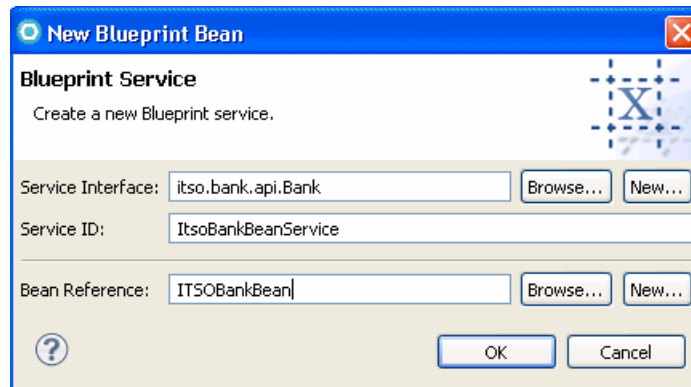 New Blueprint Bean
Blueprint Service
Create a new Blueprint service.
X
Service Interface: itso.bank.api.Bank Browse... New...
Service ID: ItsoBankBeanService
Bean Reference: ITSOBankBean Browse... New...
? OK Cancel